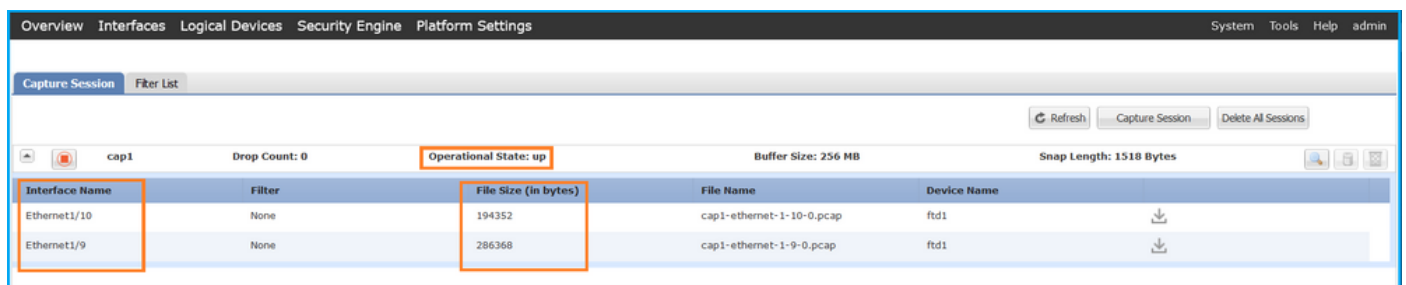 Overview Interfaces Logical Devices Security Engine Platform Settings System Tools Help admin
Capture Session Filter List
Refresh Capture Session Delete All Sessions
cap1 Drop Count: 0 Operational State: up Buffer Size: 256 MB Snap Length: 1518 Bytes
Interface Name Filter File Size (in bytes) File Name Device Name
Ethernet1/10 None 194352 cap1-ethernet-1-10-0.pcap ftd1
Ethernet1/9 None 286368 cap1-ethernet-1-9-0.pcap ftd1